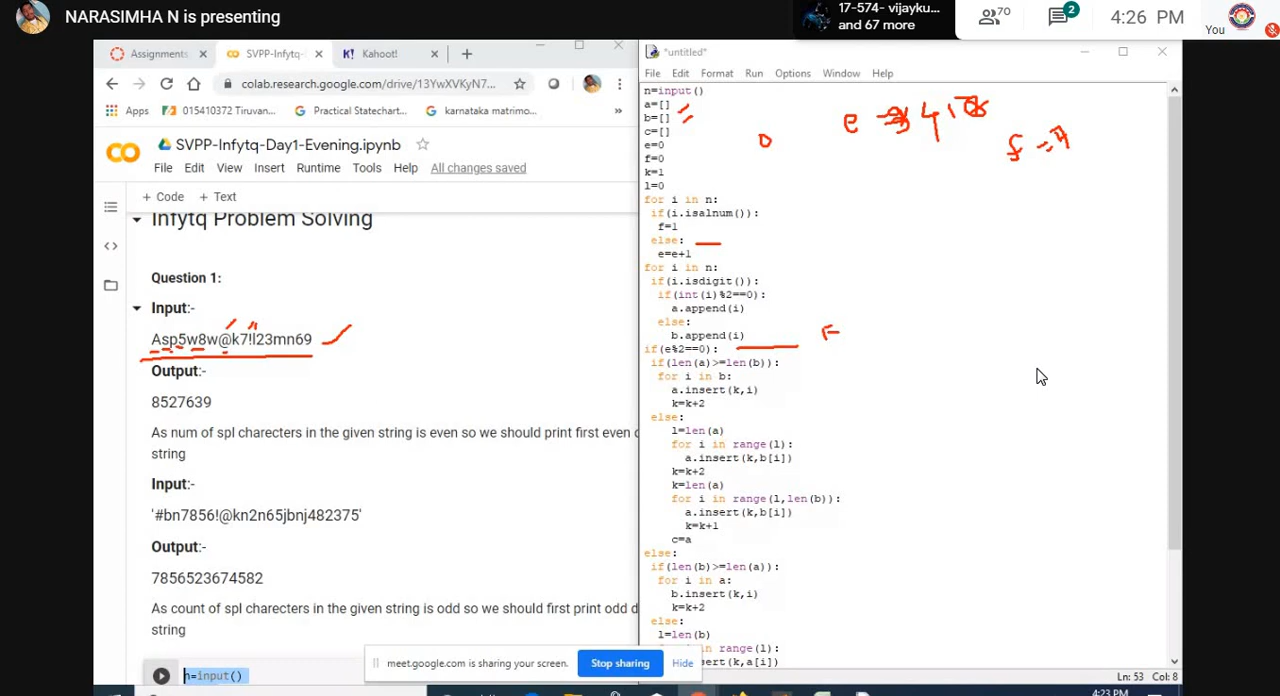 NARASIMHA N is presenting
17-574- vijayku...
and 67 more
70
2
4:26 PM
You
Assignments
SVPP-Infytq-
Kahoot!
colab.research.google.com/drive/13YwXVKyN7...
Apps
015410372 Tiruvan...
Practical Statechart...
karnataka matrimo...
»
SVPP-Infytq-Day1-Evening.ipynb
File Edit View Insert Runtime Tools Help All changes saved
+ Code + Text
Infytq Problem Solving
Question 1:
Input:-
Asp5w8w@k7!l23mn69
Output:-
8527639
As num of spl charecters in the given string is even so we should print first even
string
Input:
'#bn7856!@kn2n65jbnj482375'
Output:-
7856523674582
As count of spl charecters in the given string is odd so we should first print odd d
string
n=input()
*untitled*
File Edit Format Run Options Window Help
n=input()
a=[]
b=[]
c=[]
e=0
f=0
k=1
l=0
for i in n:
if(i.isalnum()):
f=1
else:
e=e+1
for i in n:
if(i.isdigit()):
if(int(i)%2==0):
a.append(i)
else:
b.append(i)
if(e%2==0):
if(len(a)>=len(b)):
for i in b:
a.insert(k,i)
k=k+2
else:
l=len(a)
for i in range(l):
a.insert(k,b[i])
k=k+2
k=len(a)
for i in range(l,len(b)):
a.insert(k,b[i])
k=k+1
c=a
else:
if(len(b)>=len(a)):
for i in a:
b.insert(k,i)
k=k+2
else:
l=len(b)
range(l):
sert(k,a[i])
Ln: 53 Col: 8
meet.google.com is sharing your screen.
Stop sharing
Hide
4:23 PM